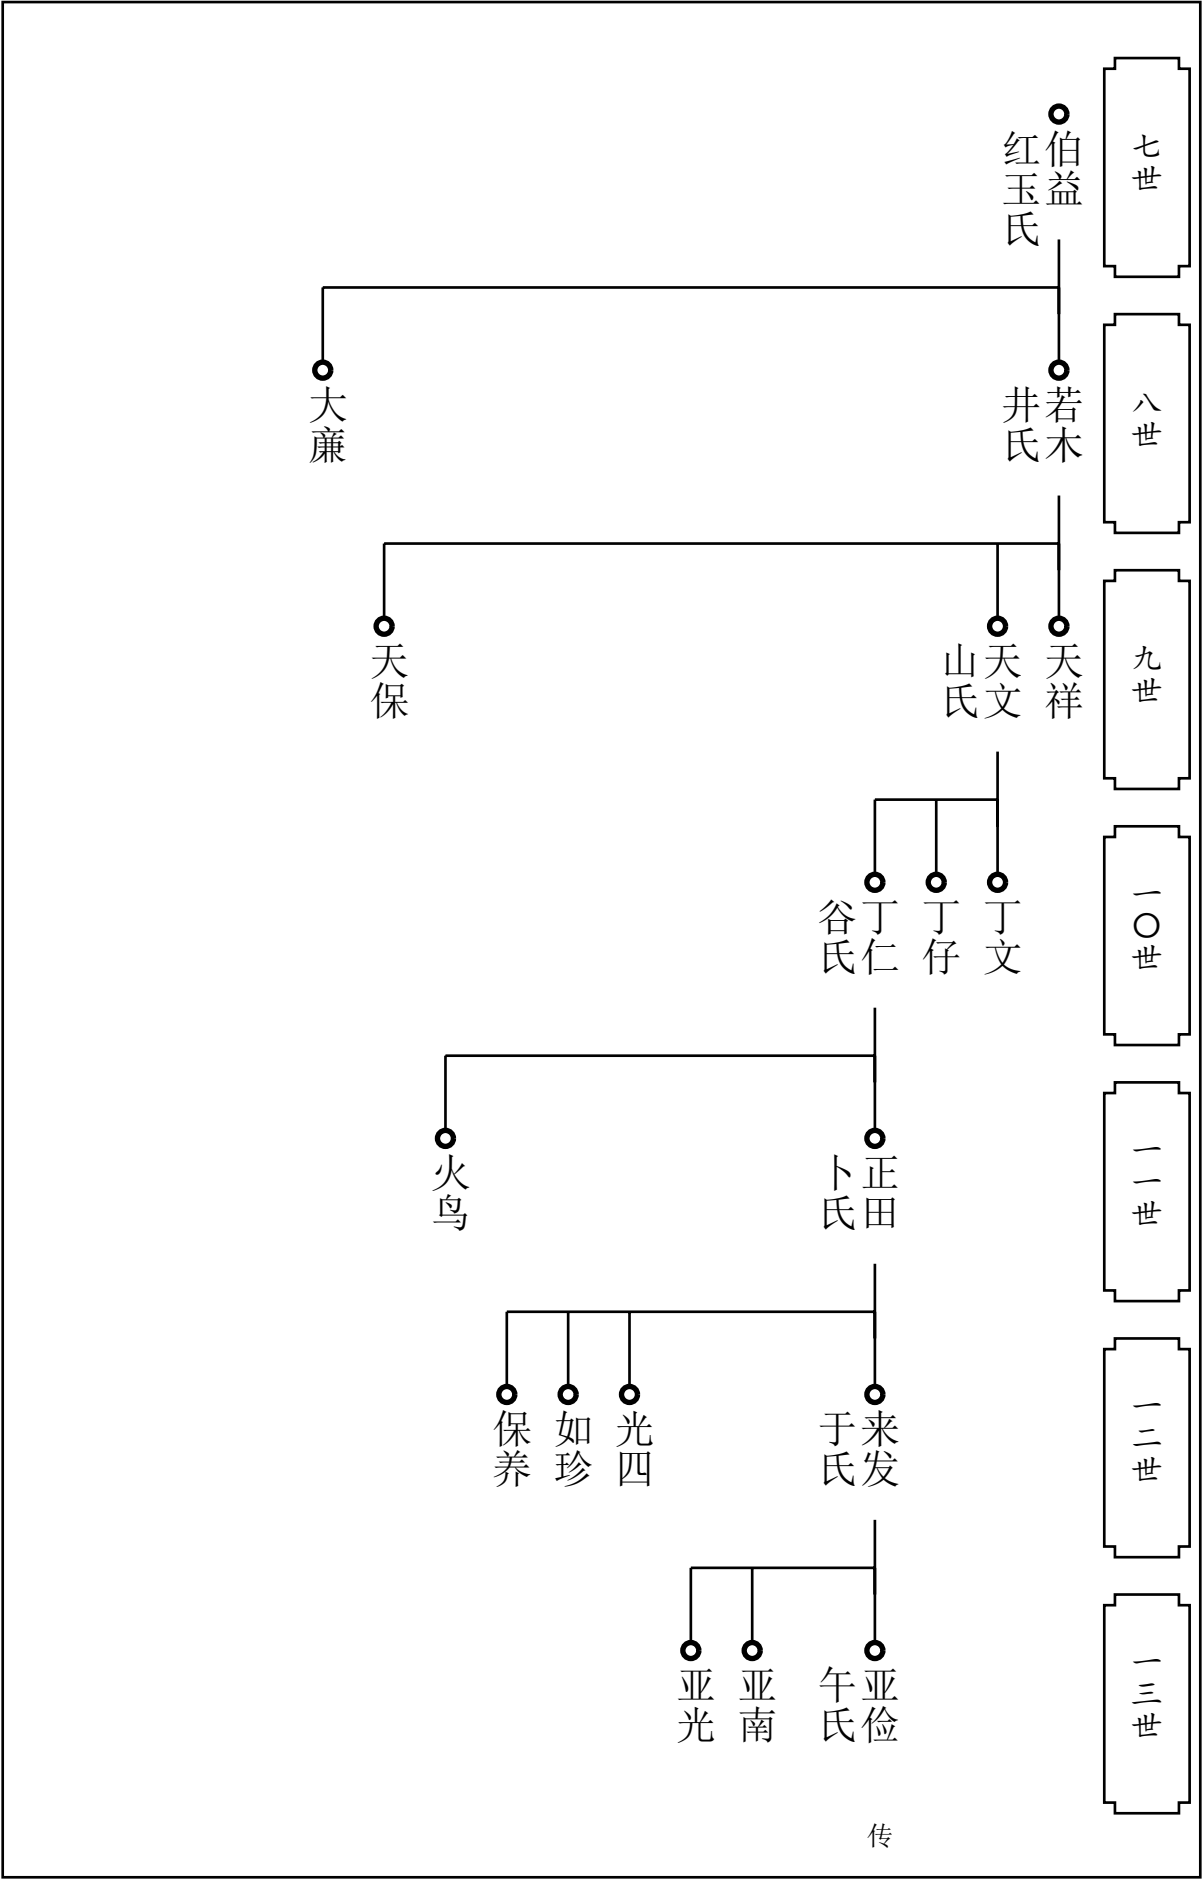 七世
伯益
红玉氏
八世
若木
井氏
大廉
九世
天祥
天文
山氏
天保
一〇世
丁文
丁仔
丁仁
谷氏
一一世
正田
卜氏
火鸟
一二世
来发
于氏
光四
如珍
保养
一三世
亚俭
午氏
亚南
亚光
传